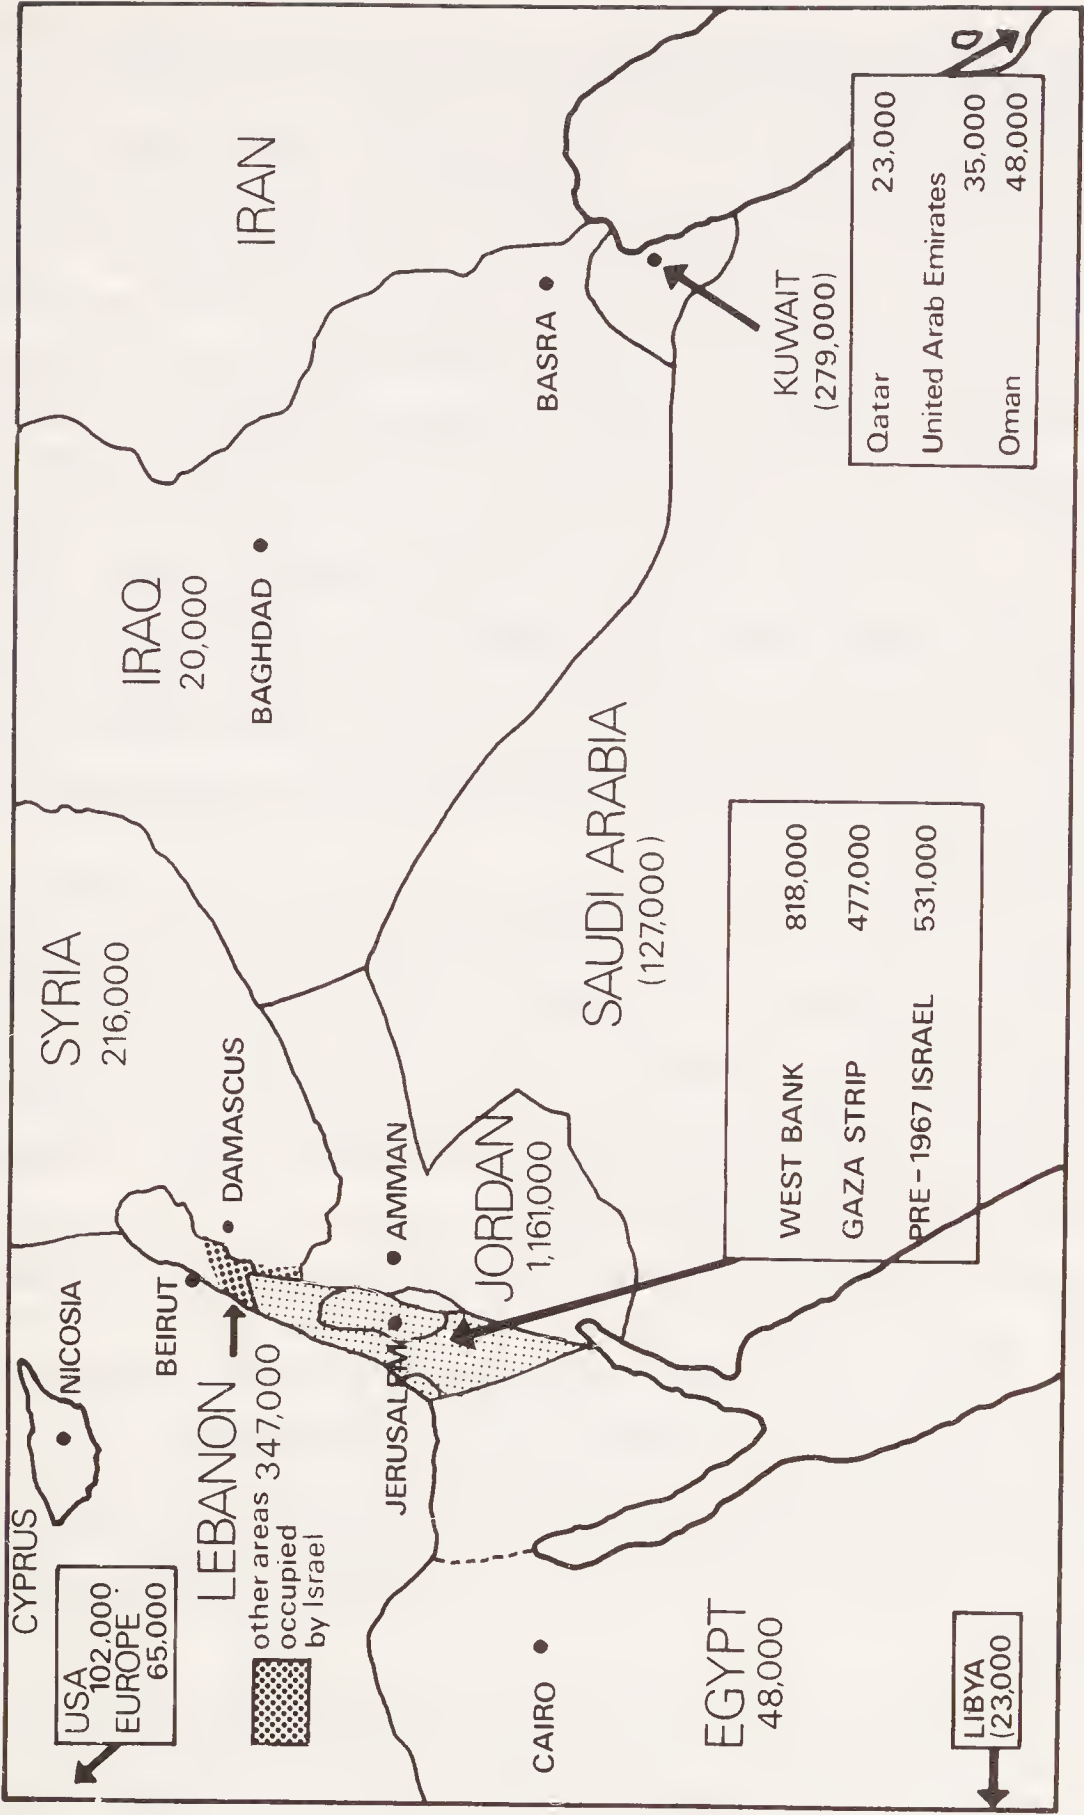 CYPRUS
NICOSIA
USA
102,000.
EUROPE
65,000
SYRIA
216,000
IRAQ
20,000
BAGHDAD
IRAN
BEIRUT
DAMASCUS
LEBANON
347,000
other areas
occupied
by Israel
JERUSALEM
AMMAN
JORDAN
1,161,000
BASRA
KUWAIT
(279,000)
SAUDI ARABIA
(127,000)
CAIRO
EGYPT
48,000
WEST BANK 818,000
GAZA STRIP 477,000
PRE-1967 ISRAEL 531,000
Qatar 23,000
United Arab Emirates
35,000
Oman 48,000
LIBYA
(23,000